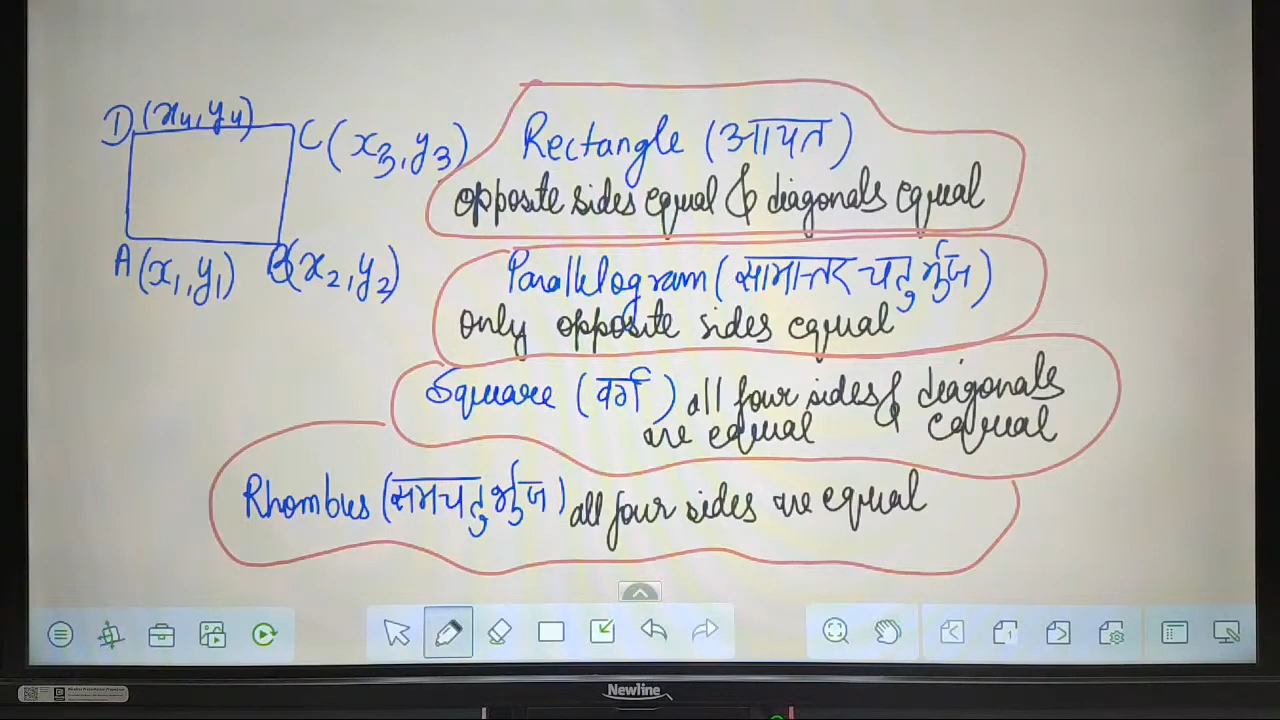 D(x₄,y₄)
C(x₃,y₃)
A(x₁,y₁) B(x₂,y₂)
Rectangle (आयत)
opposite sides equal & diagonals equal
Parallelogram (सामान्तर चतुर्भुज)
only opposite sides equal
Square (वर्ग) all four sides & diagonals
are equal equal
Rhombus (समचतुर्भुज) all four sides are equal
1
Newline